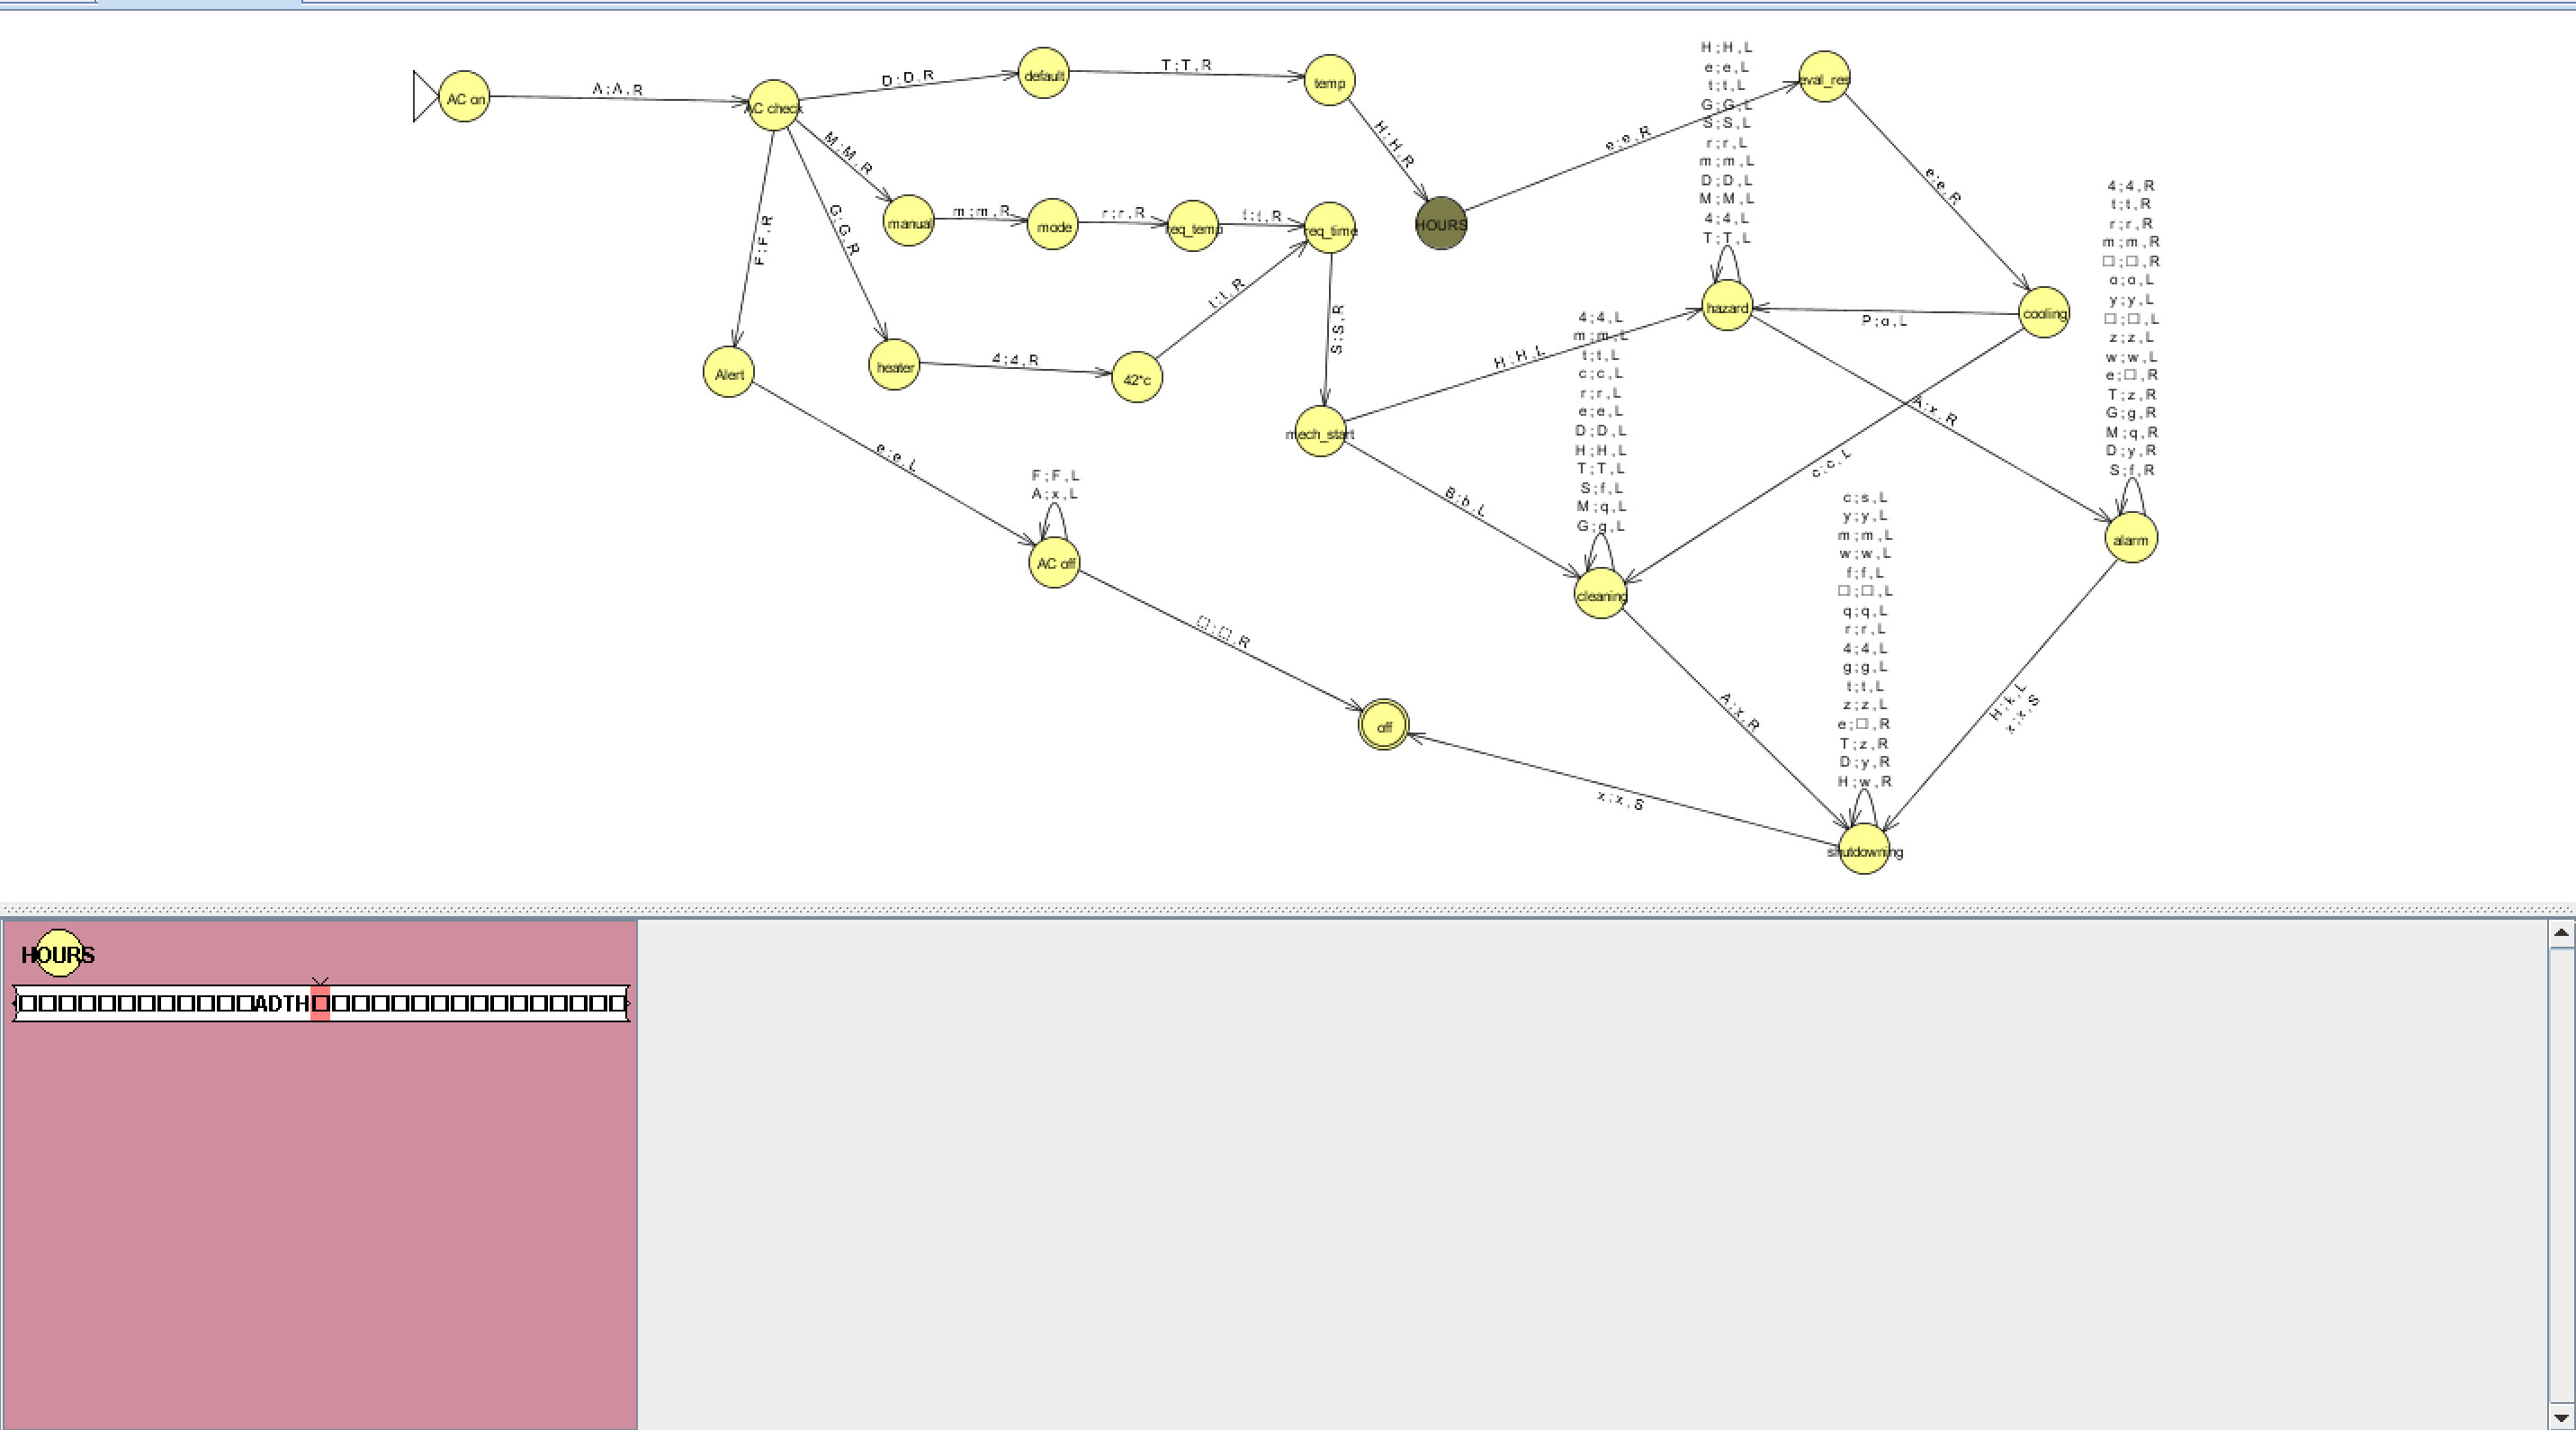 AC on
A ; A , R
AC check
D ; D , R
default
T ; T , R
temp
H ; H , R
HOURS
e ; e , R
eval_res
e ; e , R
cooling
P ; o , L
hazard
H ; H , L
e ; e , L
t ; t , L
G ; G , L
S ; S , L
r ; r , L
m ; m , L
D ; D , L
M ; M , L
4 ; 4 , L
T ; T , L
M ; M , R
manual
m ; m , R
mode
r ; r , R
req_temp
t ; t , R
req_time
G ; G , R
heater
4 ; 4 , R
42*c
t ; t , R
S ; S , R
mech_start
H ; H , L
B ; b , L
F ; F , R
Alert
e ; e , L
F ; F , L
A ; x , L
AC off
□ ; □ , R
off
4 ; 4 , L
m ; m , L
t ; t , L
c ; c , L
r ; r , L
e ; e , L
D ; D , L
H ; H , L
T ; T , L
S ; f , L
M ; q , L
G ; g , L
cleaning
c ; c , L
A ; x , R
A ; x , R
4 ; 4 , R
t ; t , R
r ; r , R
m ; m , R
□ ; □ , R
o ; o , L
y ; y , L
□ ; □ , L
z ; z , L
w ; w , L
e ; □ , R
T ; z , R
G ; g , R
M ; q , R
D ; y , R
S ; f , R
alarm
H ; k , L
x ; x , S
c ; s , L
y ; y , L
m ; m , L
w ; w , L
f ; f , L
□ ; □ , L
q ; q , L
r ; r , L
4 ; 4 , L
g ; g , L
t ; t , L
z ; z , L
e ; □ , R
T ; z , R
D ; y , R
H ; w , R
shutdowning
x ; x , S
HOURS
□□□□□□□□□□□□ADTH□□□□□□□□□□□□□□□□